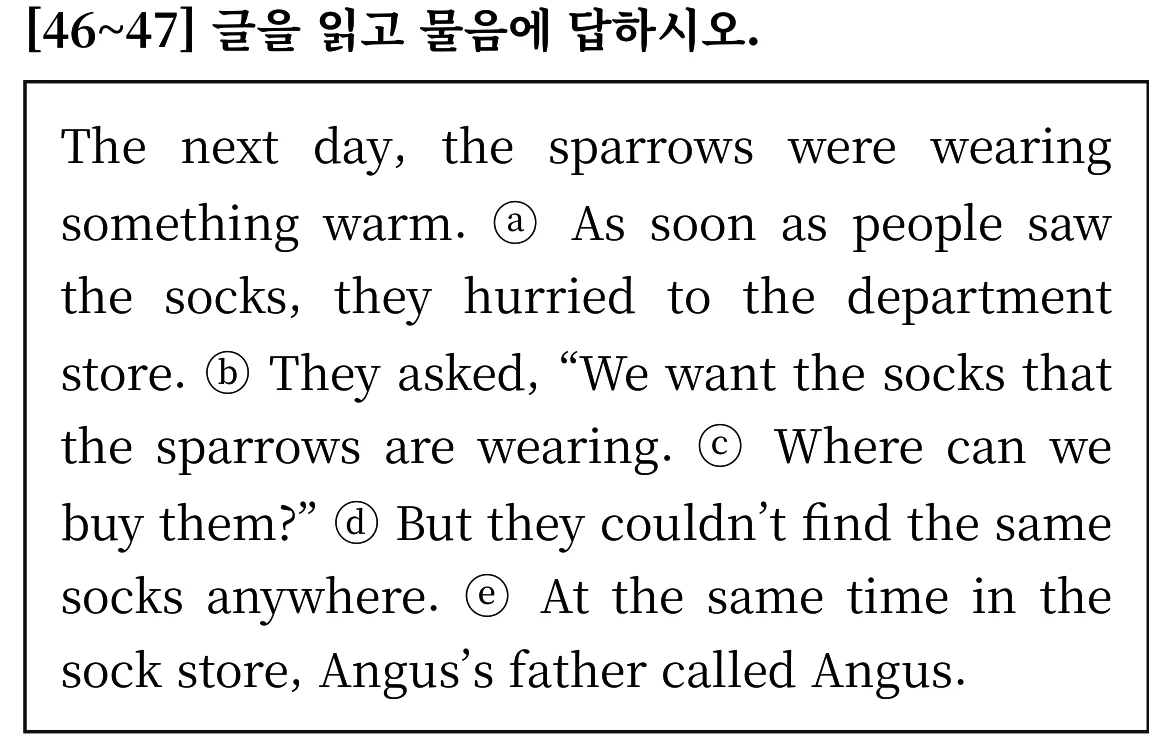 [46~47] 글을 읽고 물음에 답하시오.
The next day, the sparrows were wearing
something warm. ⓐ As soon as people saw
the socks, they hurried to the department
store. ⓑ They asked, “We want the socks that
the sparrows are wearing. ⓒ Where can we
buy them?” ⓓ But they couldn’t find the same
socks anywhere. ⓔ At the same time in the
sock store, Angus’s father called Angus.